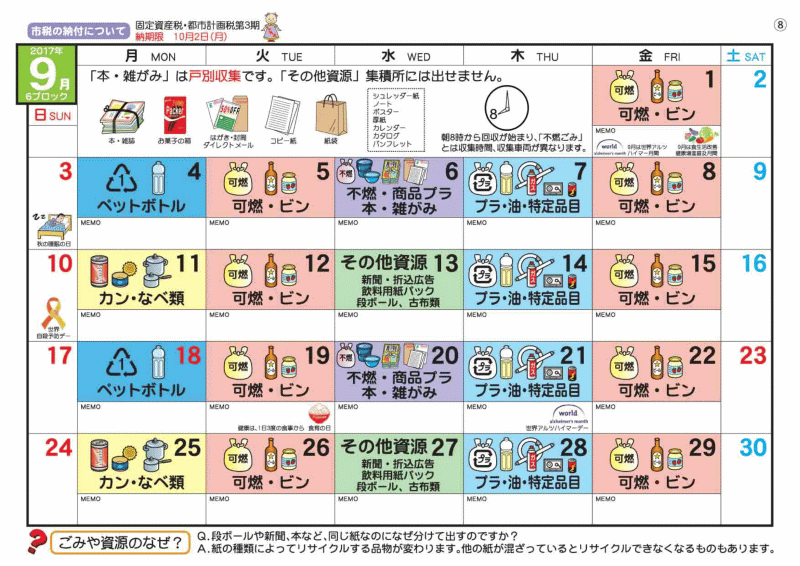 市税の納付について
固定資産税・都市計画税第3期
納期限 10月2日(月)
⑧
2017年
9月
6ブロック
日 SUN
月 MON
火 TUE
水 WED
木 THU
金 FRI
土 SAT
「本・雑がみ」は戸別収集です。「その他資源」集積所には出せません。
本・雑誌
Pocket
お菓子の箱
50%OFF
はがき・封筒
ダイレクトメール
コピー紙
紙袋
シュレッダー紙
ノート
ポスター
厚紙
カレンダー
カタログ
パンフレット
8
朝8時から回収が始まり、「不燃ごみ」
とは収集時間、収集車両が異なります。
可燃
1
可燃・ビン
MEMO
world
alzheimer's month
9月は世界アルツ
ハイマー月間
9月は食生活改善
健康増進普及月間
2
3
秋の睡眠の日
1
4
ペットボトル
MEMO
可燃
5
可燃・ビン
MEMO
不燃
6
不燃・商品プラ
本・雑がみ
MEMO
プラ
7
プラ・油・特定品目
MEMO
可燃
8
可燃・ビン
MEMO
9
10
世界
自殺予防デー
11
カン・なべ類
MEMO
可燃
12
可燃・ビン
MEMO
その他資源 13
新聞・折込広告
飲料用紙パック
段ボール、古布類
MEMO
プラ
14
プラ・油・特定品目
MEMO
可燃
15
可燃・ビン
MEMO
16
17
1
18
ペットボトル
MEMO
可燃
19
可燃・ビン
MEMO
健康は、1日3度の食事から 食育の日
不燃
20
不燃・商品プラ
本・雑がみ
MEMO
プラ
21
プラ・油・特定品目
MEMO
world
alzheimer's month
世界アルツハイマーデー
可燃
22
可燃・ビン
MEMO
23
24
25
カン・なべ類
MEMO
可燃
26
可燃・ビン
MEMO
その他資源 27
新聞・折込広告
飲料用紙パック
段ボール、古布類
MEMO
プラ
28
プラ・油・特定品目
MEMO
可燃
29
可燃・ビン
MEMO
30
ごみや資源のなぜ?
Q.段ボールや新聞、本など、同じ紙なのになぜ分けて出すのですか?
A.紙の種類によってリサイクルする品物が変わります。他の紙が混ざっているとリサイクルできなくなるものもあります。